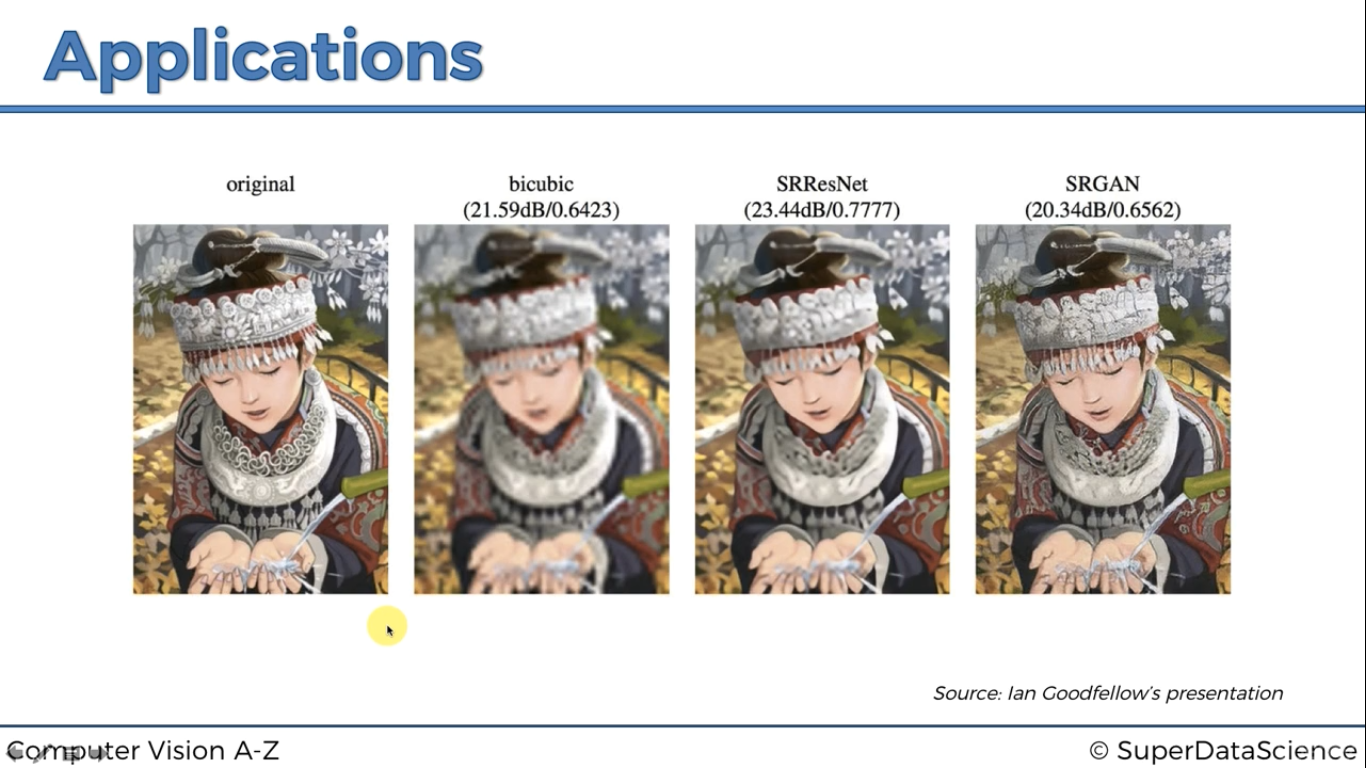 Applications
original
bicubic
(21.59dB/0.6423)
SRResNet
(23.44dB/0.7777)
SRGAN
(20.34dB/0.6562)
Source: Ian Goodfellow's presentation
Computer Vision A-Z
© SuperDataScience